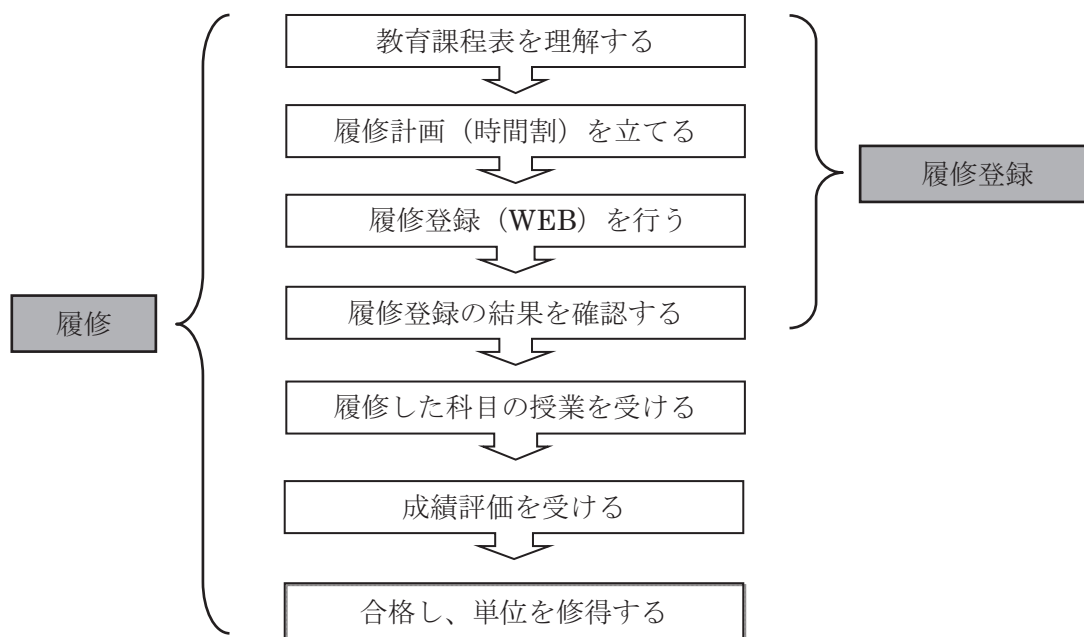 教育課程表を理解する
履修計画（時間割）を立てる
履修登録
履修登録（WEB）を行う
履修
履修登録の結果を確認する
履修した科目の授業を受ける
成績評価を受ける
合格し、単位を修得する